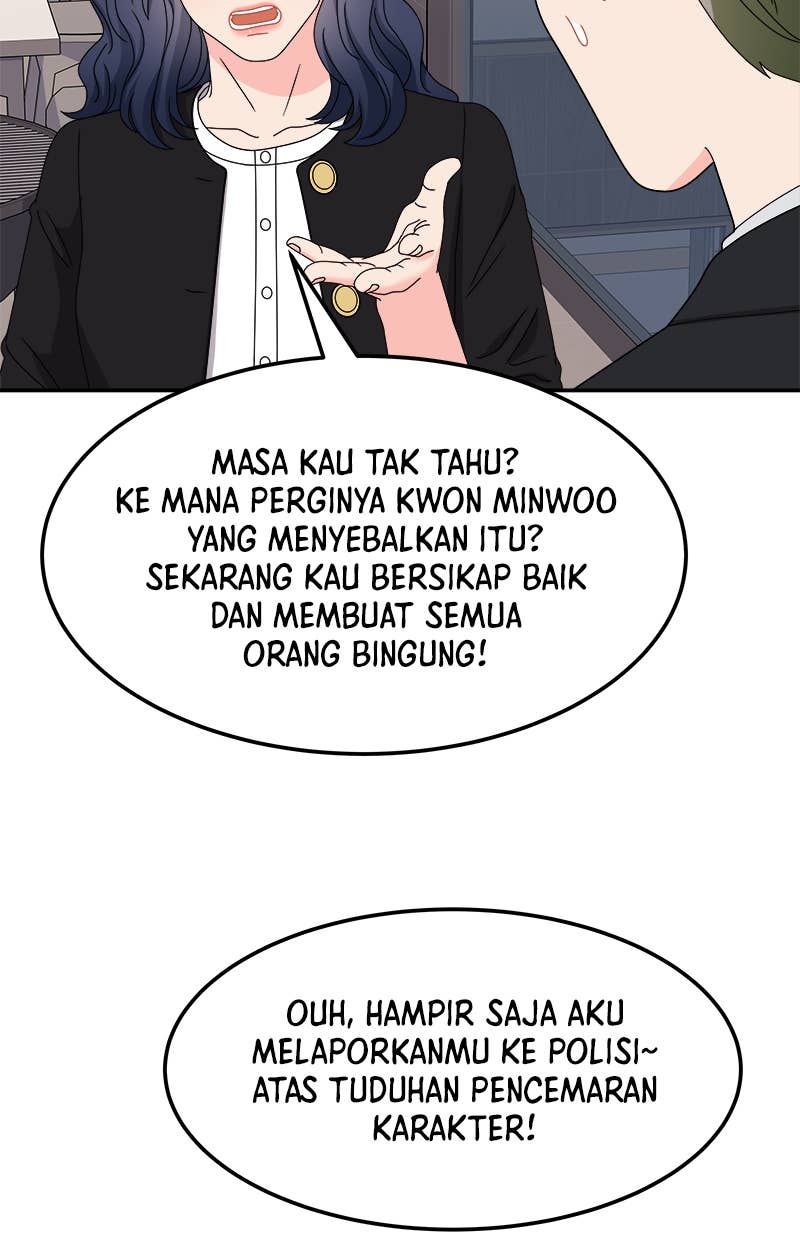 MASA KAU TAK TAHU?
KE MANA PERGINYA KWON MINWOO
YANG MENYEBALKAN ITU?
SEKARANG KAU BERSIKAP BAIK
DAN MEMBUAT SEMUA
ORANG BINGUNG!
OUH, HAMPIR SAJA AKU
MELAPORKANMU KE POLISI~
ATAS TUDUHAN PENCEMARAN
KARAKTER!